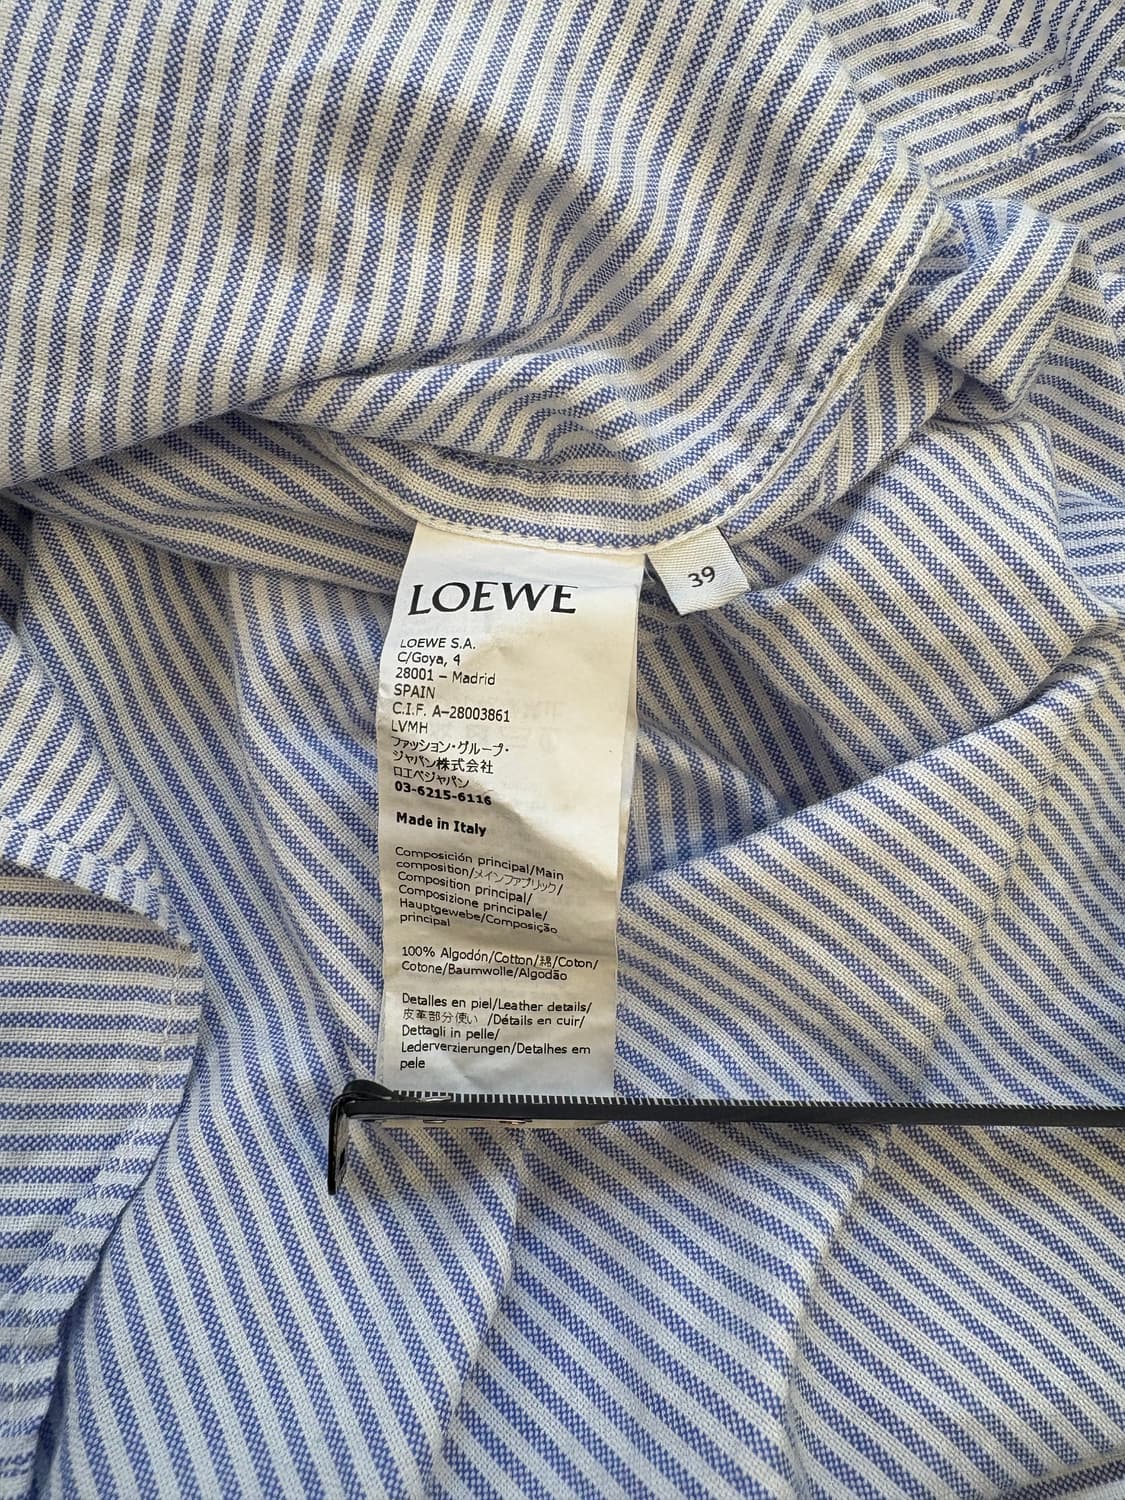 LOEWE
39
LOEWE S.A.
C/Goya, 4
28001 – Madrid
SPAIN
C.I.F. A–28003861
LVMH
ファッション・グループ・
ジャパン株式会社
ロエベジャパン
03-6215-6116
Made in Italy
Composición principal/Main
composition/メインファブリック/
Composition principal/
Composizione principale/
Hauptgewebe/Composição
principal
100% Algodón/Cotton/綿/Coton/
Cotone/Baumwolle/Algodão
Detalles en piel/Leather details/
皮革部分使い /Détails en cuir/
Dettagli in pelle/
Lederverzierungen/Detalhes em
pele